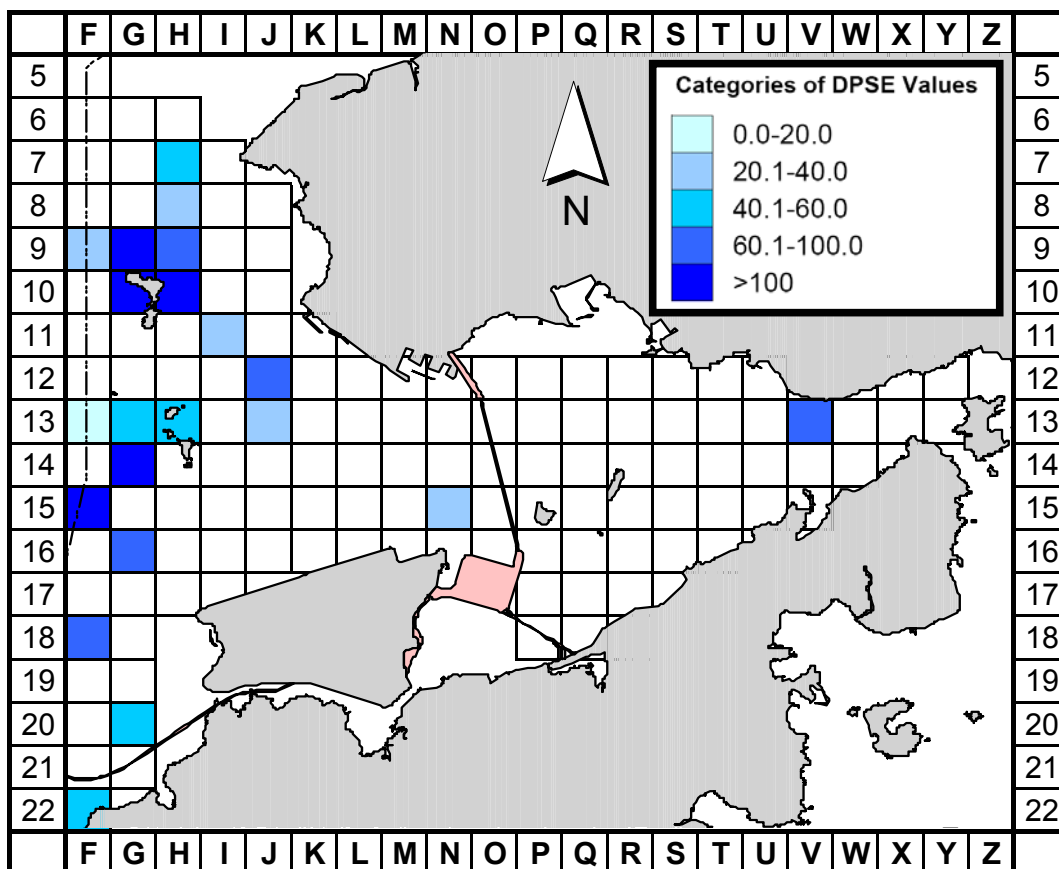 F G H I J K L M N O P Q R S T U V W X Y Z
5 5
Categories of DPSE Values
6 6
0.0-20.0
7 7
20.1-40.0
8 N 40.1-60.0 8
9 60.1-100.0 9
10 >100 10
11 11
12 12
13 13
14 14
15 15
16 16
17 17
18 18
19 19
20 20
21 21
22 22
F G H I J K L M N O P Q R S T U V W X Y Z